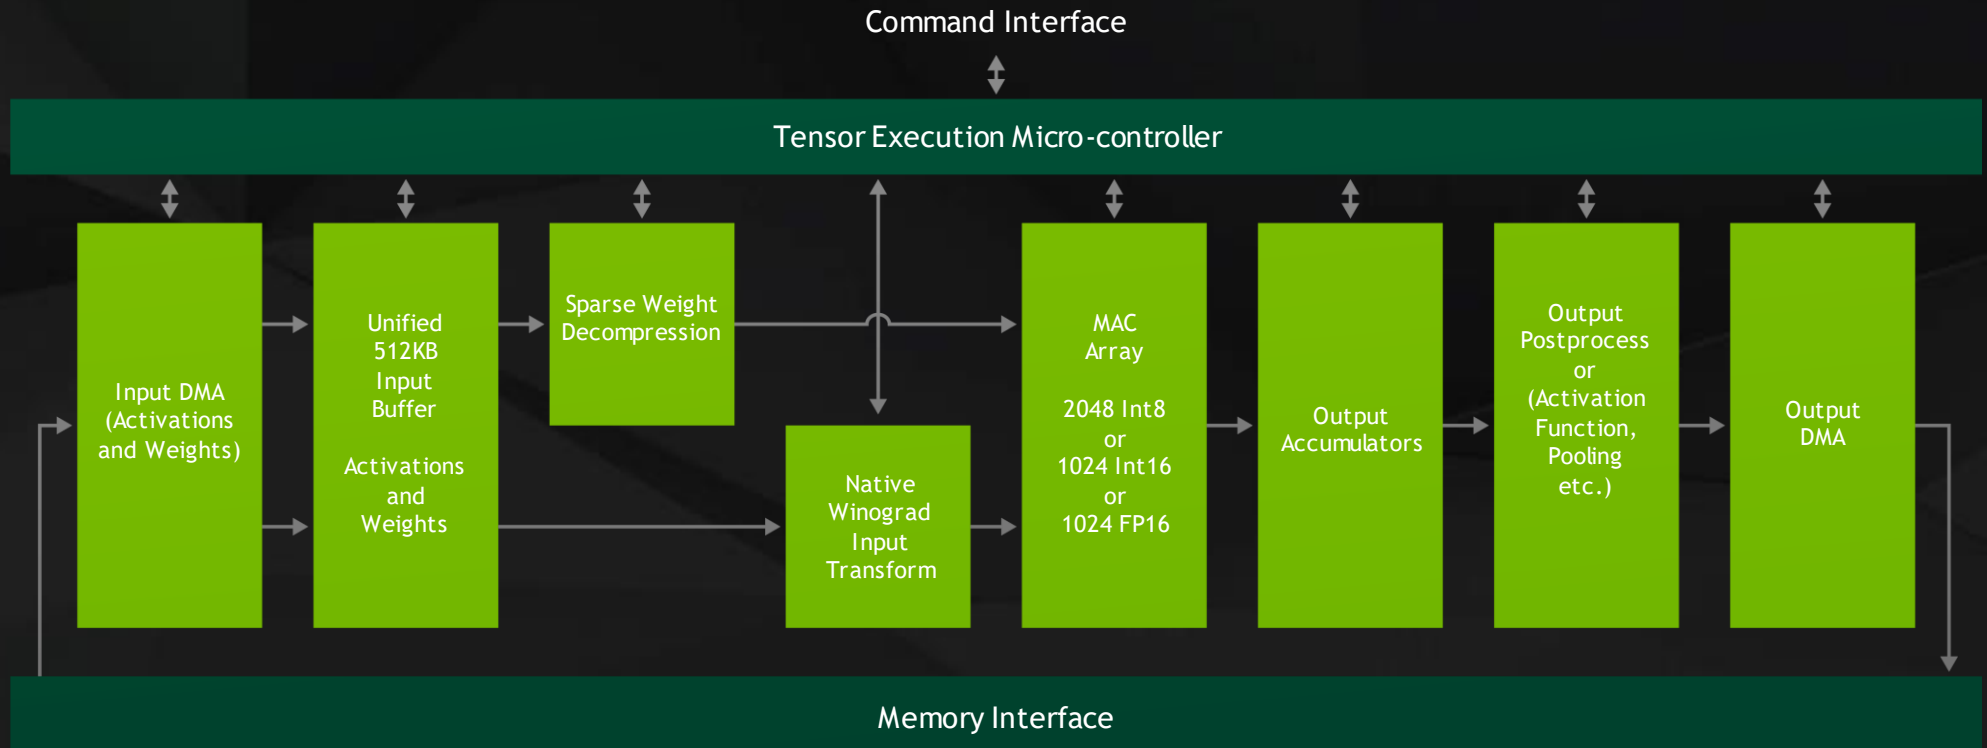 Command Interface
Tensor Execution Micro-controller
Input DMA
(Activations
and Weights)
Unified
512KB
Input
Buffer
Activations
and
Weights
Sparse Weight
Decompression
Native
Winograd
Input
Transform
MAC
Array
2048 Int8
or
1024 Int16
or
1024 FP16
Output
Accumulators
Output
Postprocess
or
(Activation
Function,
Pooling
etc.)
Output
DMA
Memory Interface